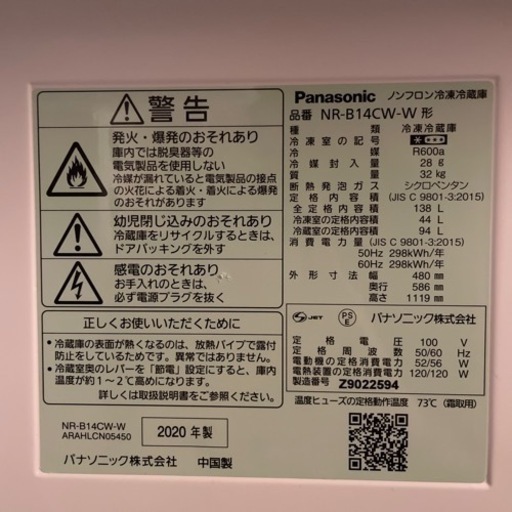 警告
発火・爆発のおそれあり
庫内では脱臭器等の
電気製品を使用しない
冷媒が漏れていると電気製品の接点
の火花による着火・着火による爆発
のおそれがあります
幼児閉じ込みのおそれあり
冷蔵庫をリサイクルするときは、
ドアパッキングを外す
感電のおそれあり
お手入れのときは、
必ず電源プラグを抜く
正しくお使いいただくために
・冷蔵庫の表面が熱くなるのは、放熱パイプで露付
防止をしているためです。異常ではありません。
・冷蔵室奥のレバーを「節電」設定にすると、庫内
温度が約1～2℃高めになります。
詳しくは取扱説明書をご参照ください。
NR-B14CW-W
ARAHLCN05450
2020年製
パナソニック株式会社 中国製
Panasonic ノンフロン冷凍冷蔵庫
品番 NR-B14CW-W 形
種類 冷凍冷蔵庫
冷凍室の記号
冷媒 R600a
冷媒封入量 28g
質量 32kg
断熱発泡ガス シクロペンタン
定格内容積 (JIS C 9801-3:2015)
全定格内容積 138 L
冷凍室の定格内容積 44 L
冷蔵室の定格内容積 94 L
消費電力量 (JIS C 9801-3:2015)
50Hz 298kWh/年
60Hz 298kWh/年
外形寸法 幅 480 mm
奥行 586 mm
高さ 1119 mm
JET PSE パナソニック株式会社
定格電圧 100 V
定格周波数 50/60 Hz
電動機の定格消費電力 52/56 W
電熱装置の定格消費電力 120/120 W
製造番号 Z9022594
温度ヒューズの定格動作温度 73℃ (霜取用)